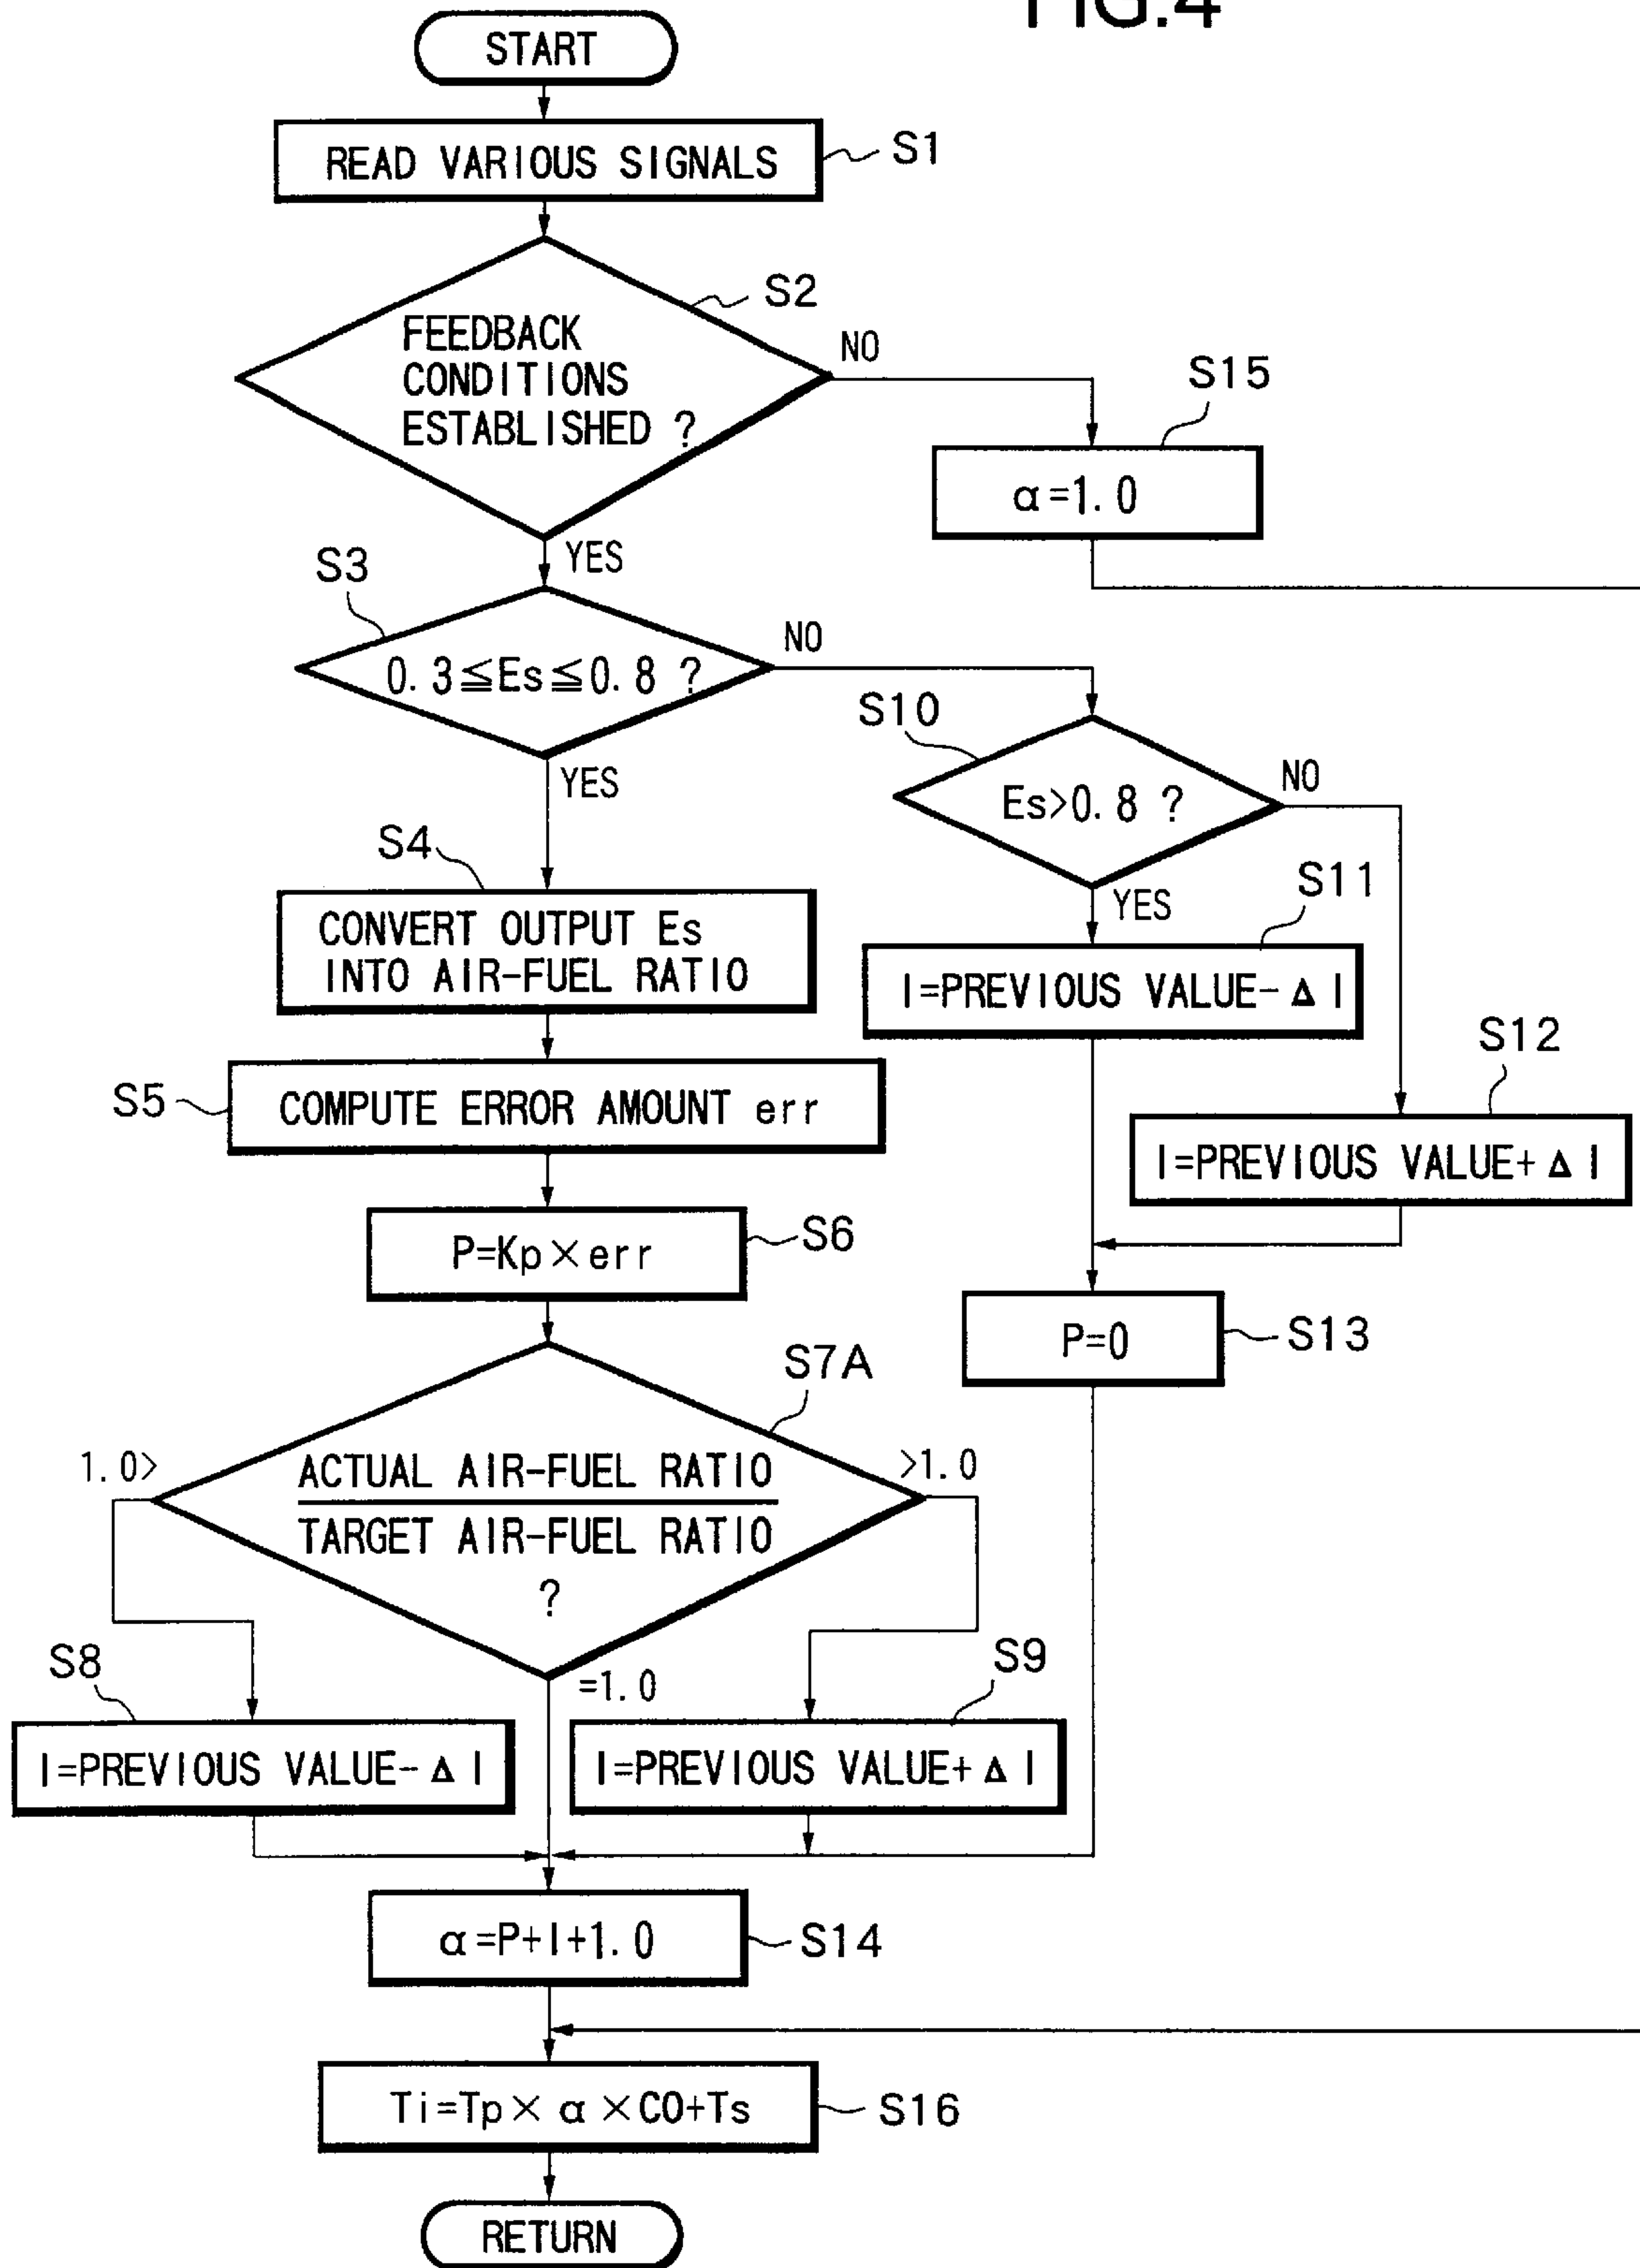 FIG.4
START
READ VARIOUS SIGNALS
S1
S2
FEEDBACK
CONDITIONS
ESTABLISHED ?
NO
S15
α=1.0
YES
S3
0.3≦Es≦0.8 ?
NO
S10
Es>0.8 ?
NO
YES
S4
CONVERT OUTPUT Es
INTO AIR-FUEL RATIO
YES
S11
I=PREVIOUS VALUE-ΔI
S12
I=PREVIOUS VALUE+ΔI
S5
COMPUTE ERROR AMOUNT err
P=Kp×err
S6
P=0
S13
S7A
1.0>
ACTUAL AIR-FUEL RATIO
TARGET AIR-FUEL RATIO
?
>1.0
=1.0
S8
I=PREVIOUS VALUE-ΔI
S9
I=PREVIOUS VALUE+ΔI
α=P+I+1.0
S14
Ti=Tp×α×CO+Ts
S16
RETURN